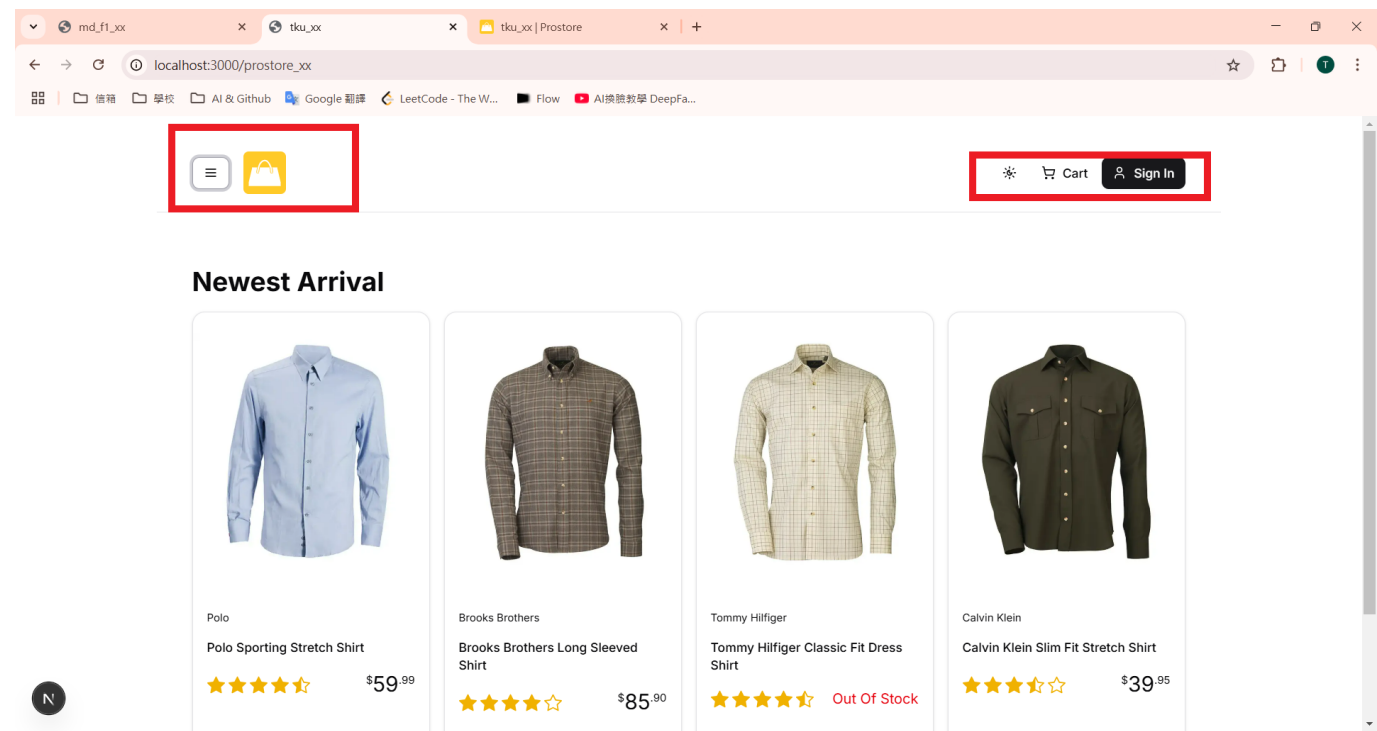 md_f1_xx
tku_xx
tku_xx | Prostore
localhost:3000/prostore_xx
T
信箱
學校
AI & Github
Google 翻譯
LeetCode - The W...
Flow
AI換臉教學 DeepFa...
Cart
Sign In
Newest Arrival
Polo
Polo Sporting Stretch Shirt
$59.99
Brooks Brothers
Brooks Brothers Long Sleeved
Shirt
$85.90
Tommy Hilfiger
Tommy Hilfiger Classic Fit Dress
Shirt
Out Of Stock
Calvin Klein
Calvin Klein Slim Fit Stretch Shirt
$39.95
N